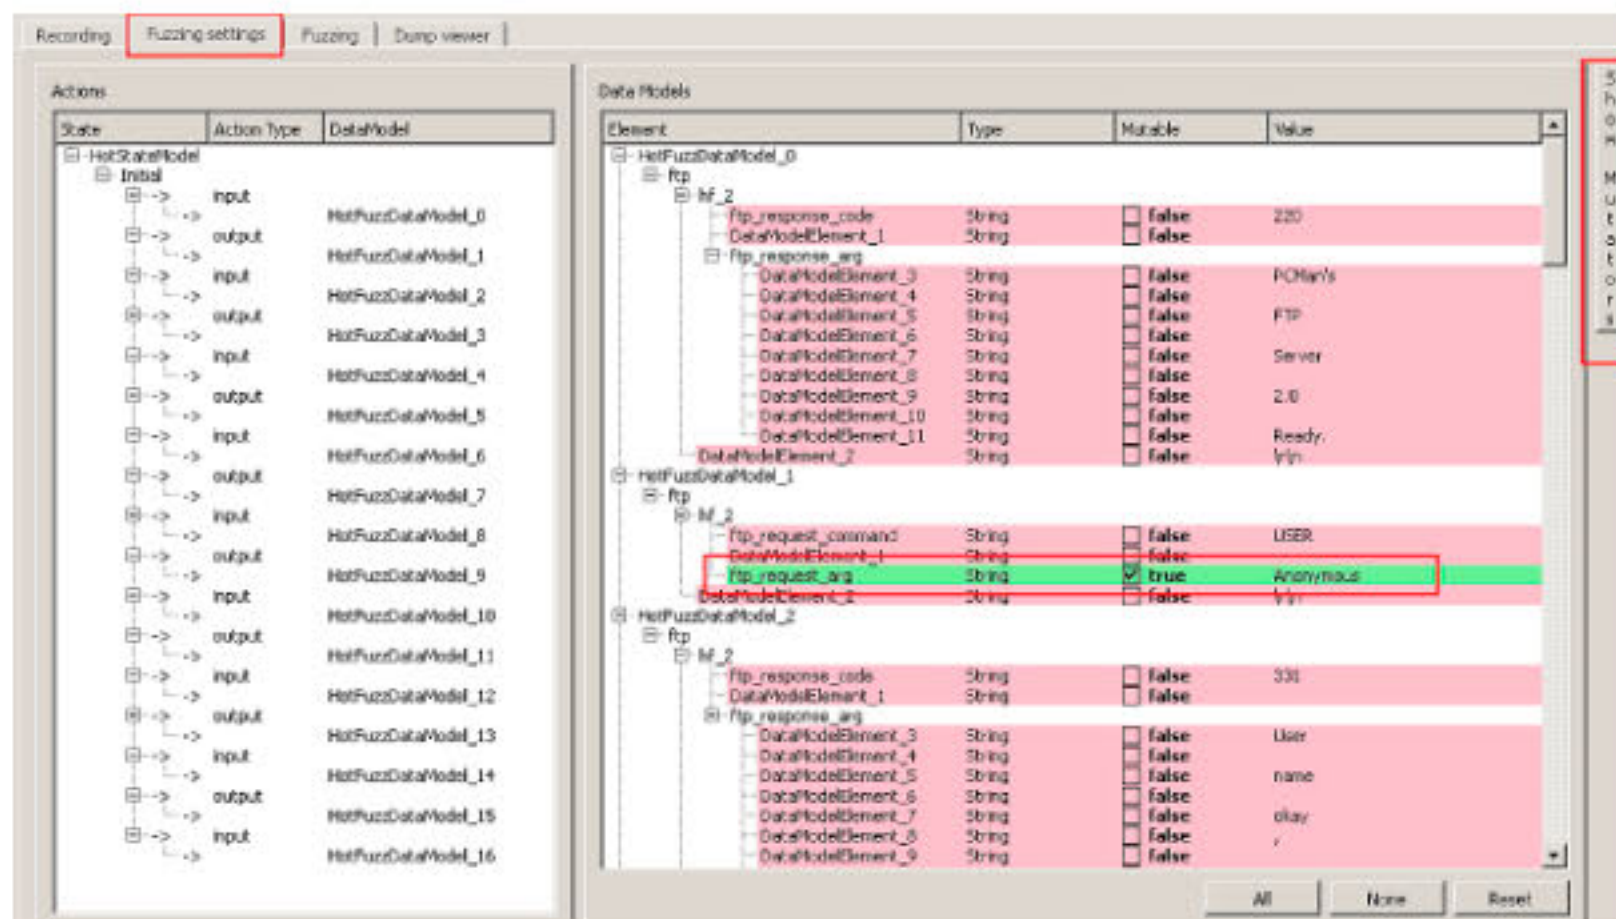 Recording Fuzzing settings Fuzzing Dump viewer
Actions
State Action Type DataModel
HotStateModel
Initial
-> input
-> HotFuzzDataModel_0
-> output
-> HotFuzzDataModel_1
-> input
-> HotFuzzDataModel_2
-> output
-> HotFuzzDataModel_3
-> input
-> HotFuzzDataModel_4
-> output
-> HotFuzzDataModel_5
-> input
-> HotFuzzDataModel_6
-> output
-> HotFuzzDataModel_7
-> input
-> HotFuzzDataModel_8
-> output
-> HotFuzzDataModel_9
-> input
-> HotFuzzDataModel_10
-> output
-> HotFuzzDataModel_11
-> input
-> HotFuzzDataModel_12
-> output
-> HotFuzzDataModel_13
-> input
-> HotFuzzDataModel_14
-> output
-> HotFuzzDataModel_15
-> input
-> HotFuzzDataModel_16
Data Models
Element Type Mutable Value
HotFuzzDataModel_0
ftp
hf_2
ftp_response_code String false 220
DataModelElement_1 String false
ftp_response_arg
DataModelElement_3 String false PCMan's
DataModelElement_4 String false
DataModelElement_5 String false FTP
DataModelElement_6 String false
DataModelElement_7 String false Server
DataModelElement_8 String false
DataModelElement_9 String false 2.0
DataModelElement_10 String false
DataModelElement_11 String false Ready.
DataModelElement_2 String false \r\n
HotFuzzDataModel_1
ftp
hf_2
ftp_request_command String false USER
DataModelElement_1 String false
ftp_request_arg String true Anonymous
DataModelElement_2 String false \r\n
HotFuzzDataModel_2
ftp
hf_2
ftp_response_code String false 331
DataModelElement_1 String false
ftp_response_arg
DataModelElement_3 String false User
DataModelElement_4 String false
DataModelElement_5 String false name
DataModelElement_6 String false
DataModelElement_7 String false okay
DataModelElement_8 String false ,
DataModelElement_9 String false
All None Reset